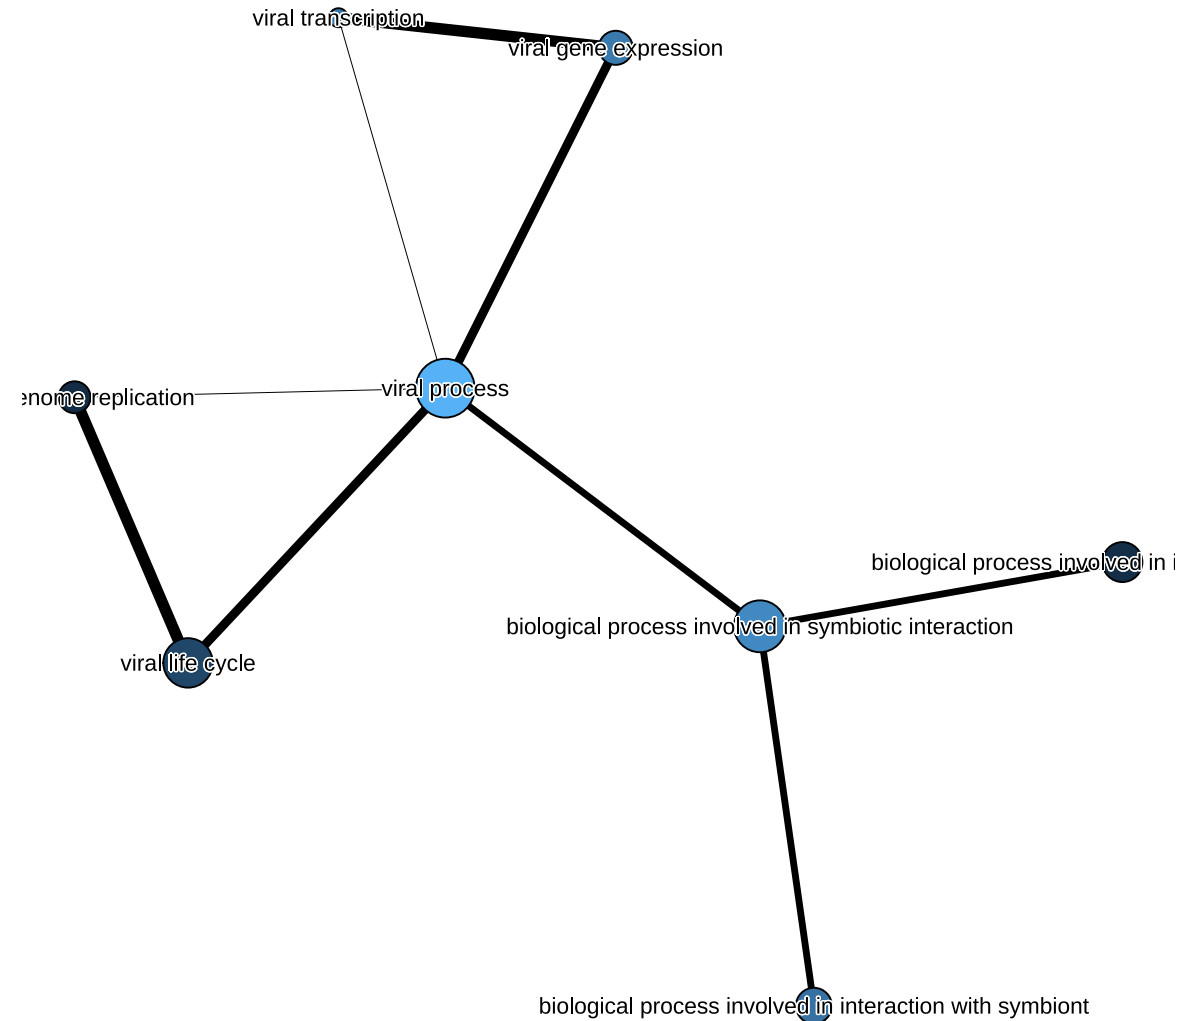 viral transcription
viral gene expression
viral process
enome replication
biological process involved in i
biological process involved in symbiotic interaction
viral life cycle
biological process involved in interaction with symbiont